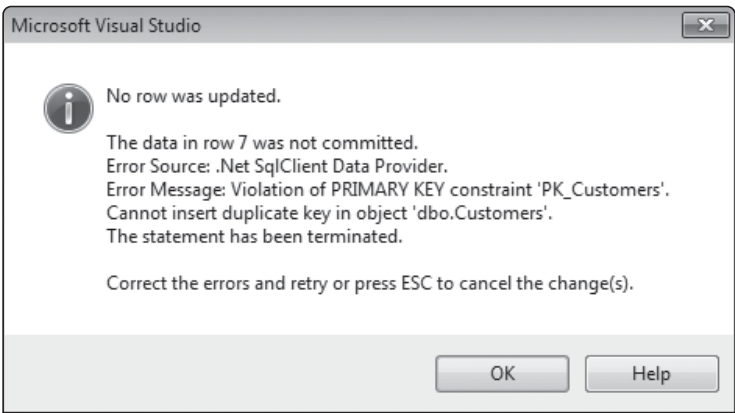 Microsoft Visual Studio
No row was updated.
The data in row 7 was not committed.
Error Source: .Net SqlClient Data Provider.
Error Message: Violation of PRIMARY KEY constraint 'PK_Customers'.
Cannot insert duplicate key in object 'dbo.Customers'.
The statement has been terminated.
Correct the errors and retry or press ESC to cancel the change(s).
OK
Help